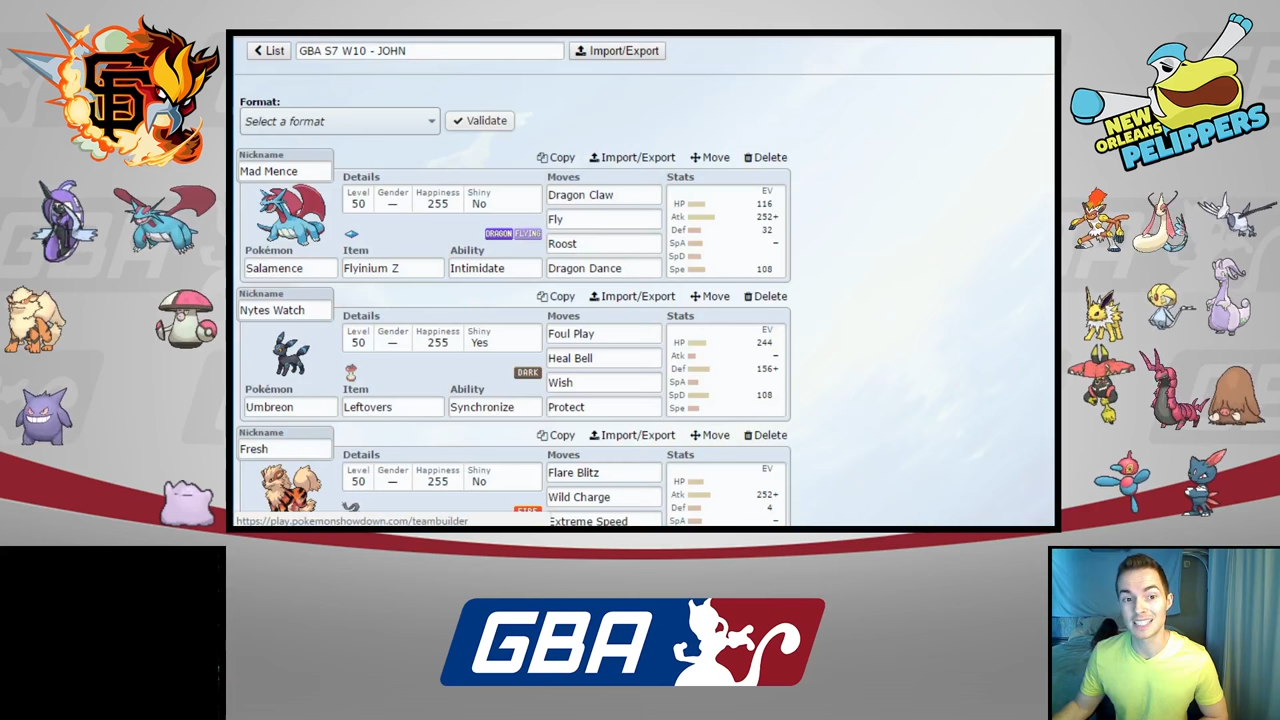 List
GBA S7 W10 - JOHN
Import/Export
Format:
Select a format
Validate
Nickname
Mad Mence
Copy Import/Export Move Delete
Details
Moves
Stats
Level Gender Happiness Shiny
50 — 255 No
DRAGON FLYING
Pokémon Item Ability
Salamence Flyinium Z Intimidate
Dragon Claw
Fly
Roost
Dragon Dance
EV
HP 116
Atk 252+
Def 32
SpA –
SpD
Spe 108
Nickname
Nytes Watch
Copy Import/Export Move Delete
Details
Moves
Stats
Level Gender Happiness Shiny
50 — 255 Yes
DARK
Pokémon Item Ability
Umbreon Leftovers Synchronize
Foul Play
Heal Bell
Wish
Protect
EV
HP 244
Atk –
Def 156+
SpA
SpD 108
Spe
Nickname
Fresh
Copy Import/Export Move Delete
Details
Moves
Stats
Level Gender Happiness Shiny
50 — 255 No
FIRE
Flare Blitz
Wild Charge
Extreme Speed
EV
HP
Atk 252+
Def 4
SpA –
https://play.pokemonshowdown.com/teambuilder
SF
NEW
ORLEANS
PELIPPERS
GBA